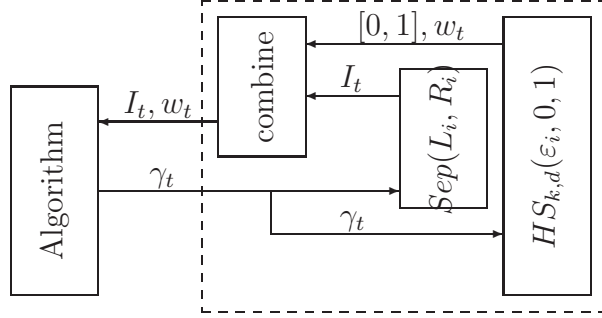 [0, 1], w_t
I_t
combine
I_t, w_t
Algorithm
γ_t
Sep(L_i, R_i)
γ_t
HS_{k,d}(ε_i, 0, 1)